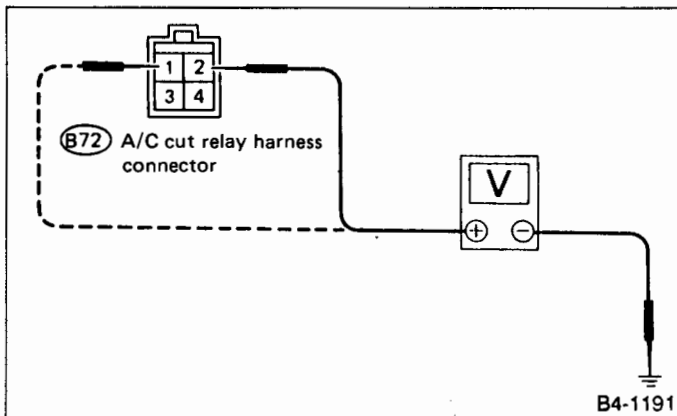 1 2
3 4
B72 A/C cut relay harness
connector
V
+ −
B4-1191